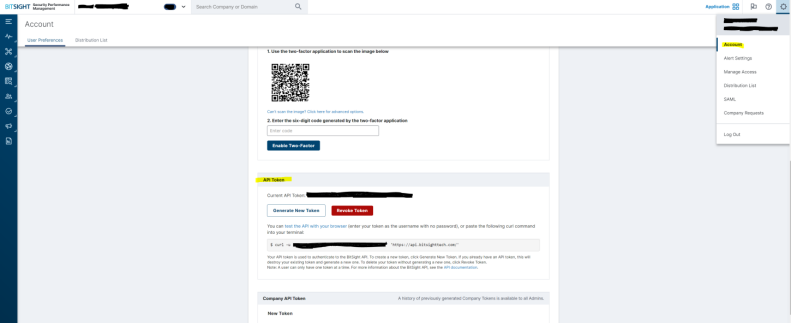 BITSIGHT Security Performance
Management
Search Company or Domain
Application
Account
User Preferences Distribution List
Account
Alert Settings
Manage Access
Distribution List
SAML
Company Requests
Log Out
1. Use the two-factor application to scan the image below
Can't scan the image? Click here for advanced options.
2. Enter the six-digit code generated by the two-factor application
Enter code
Enable Two-Factor
API Token
Current API Token
Generate New Token Revoke Token
You can test the API with your browser (enter your token as the username with no password), or paste the following curl command
into your terminal
$ curl -u "https://api.bitsighttech.com/"
Your API token is used to authenticate to the BitSight API. To create a new token, click Generate New Token. If you already have an API token, this will
destroy your existing token and generate a new one. To delete your token without generating a new one, click Revoke Token.
Note: A user can only have one token at a time. For more information about the BitSight API, see the API documentation.
Company API Token A history of previously generated Company Tokens is available to all Admins.
New Token